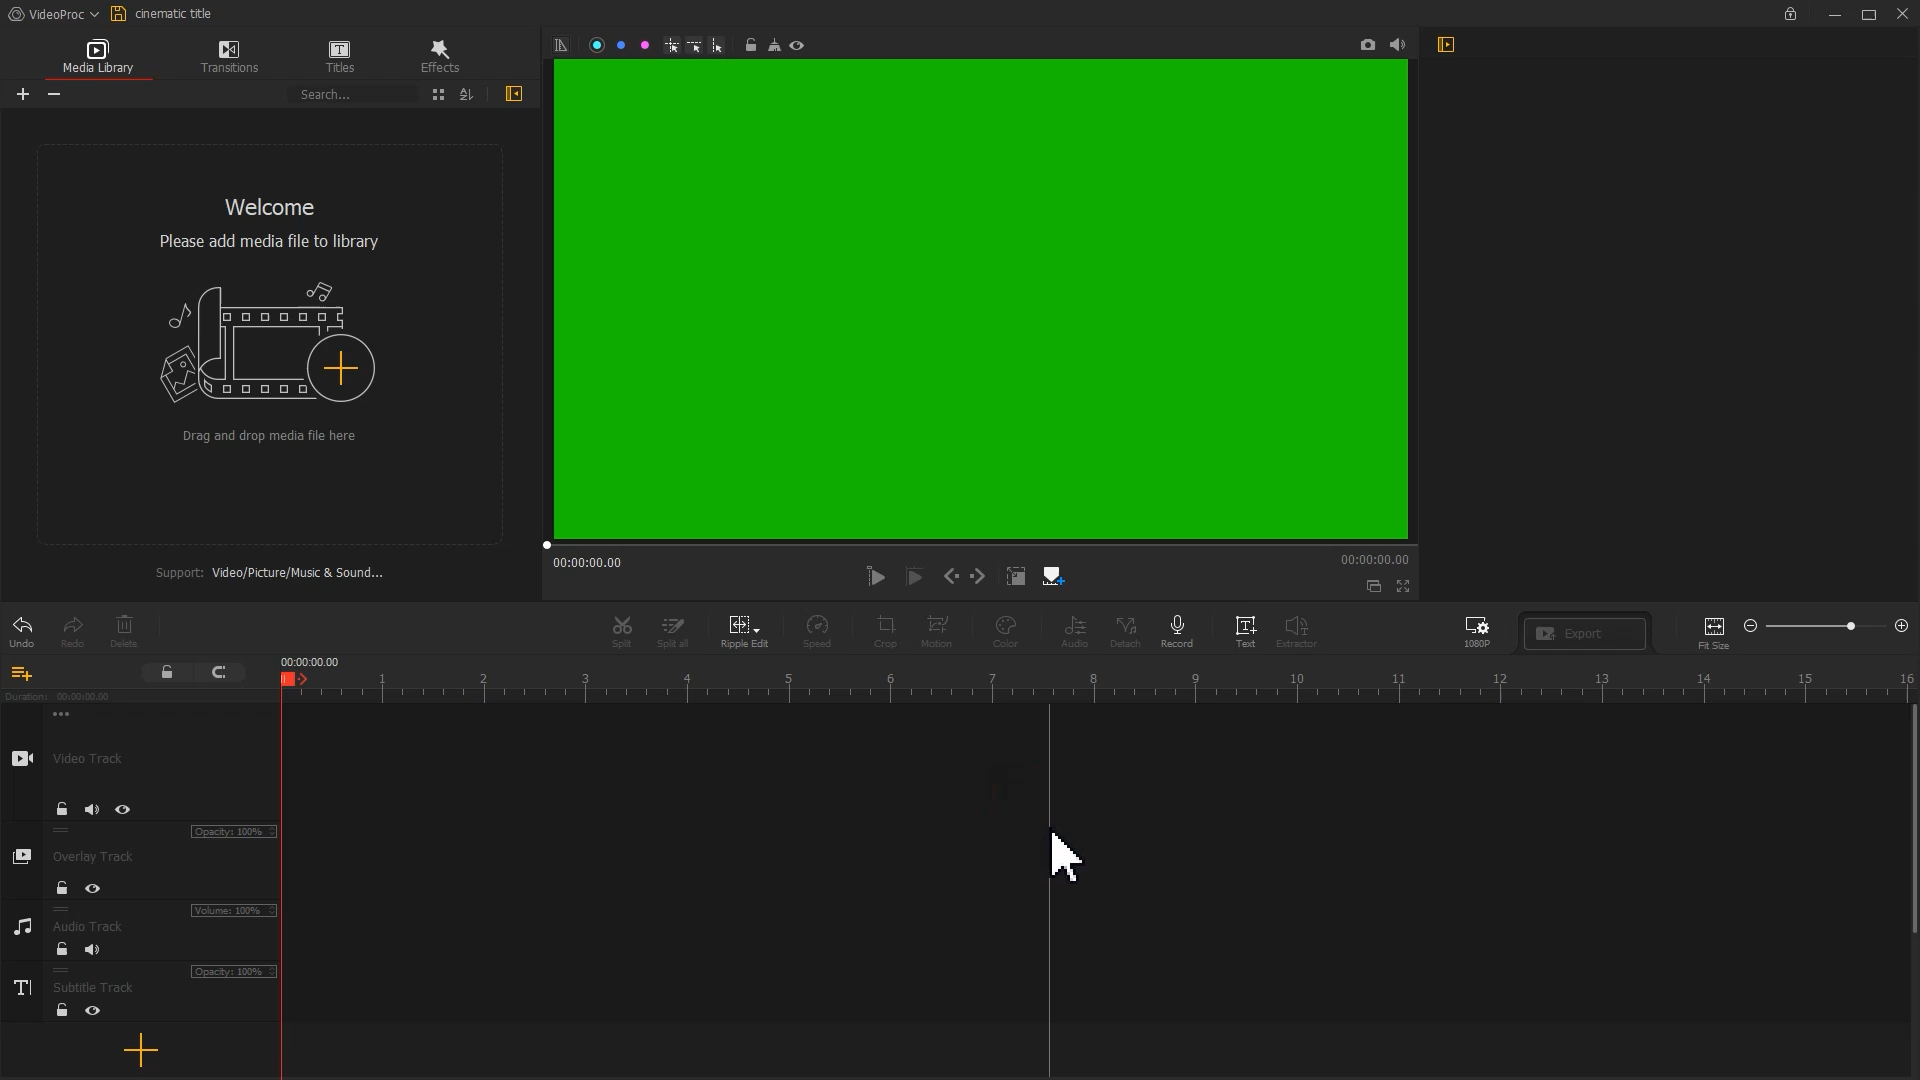 VideoProc cinematic title
Media Library Transitions Titles Effects
Search...
Welcome
Please add media file to library
Drag and drop media file here
Support: Video/Picture/Music & Sound...
00:00:00.00 00:00:00.00
Undo Redo Delete Split Split all Ripple Edit Speed Crop Motion Color Audio Detach Record Text Extractor 1080P Export Fit Size
00:00:00.00
1 2 3 4 5 6 7 8 9 10 11 12 13 14 15 16
Duration: 00:00:00.00
Video Track
Opacity: 100%
Overlay Track
Volume: 100%
Audio Track
Opacity: 100%
Subtitle Track